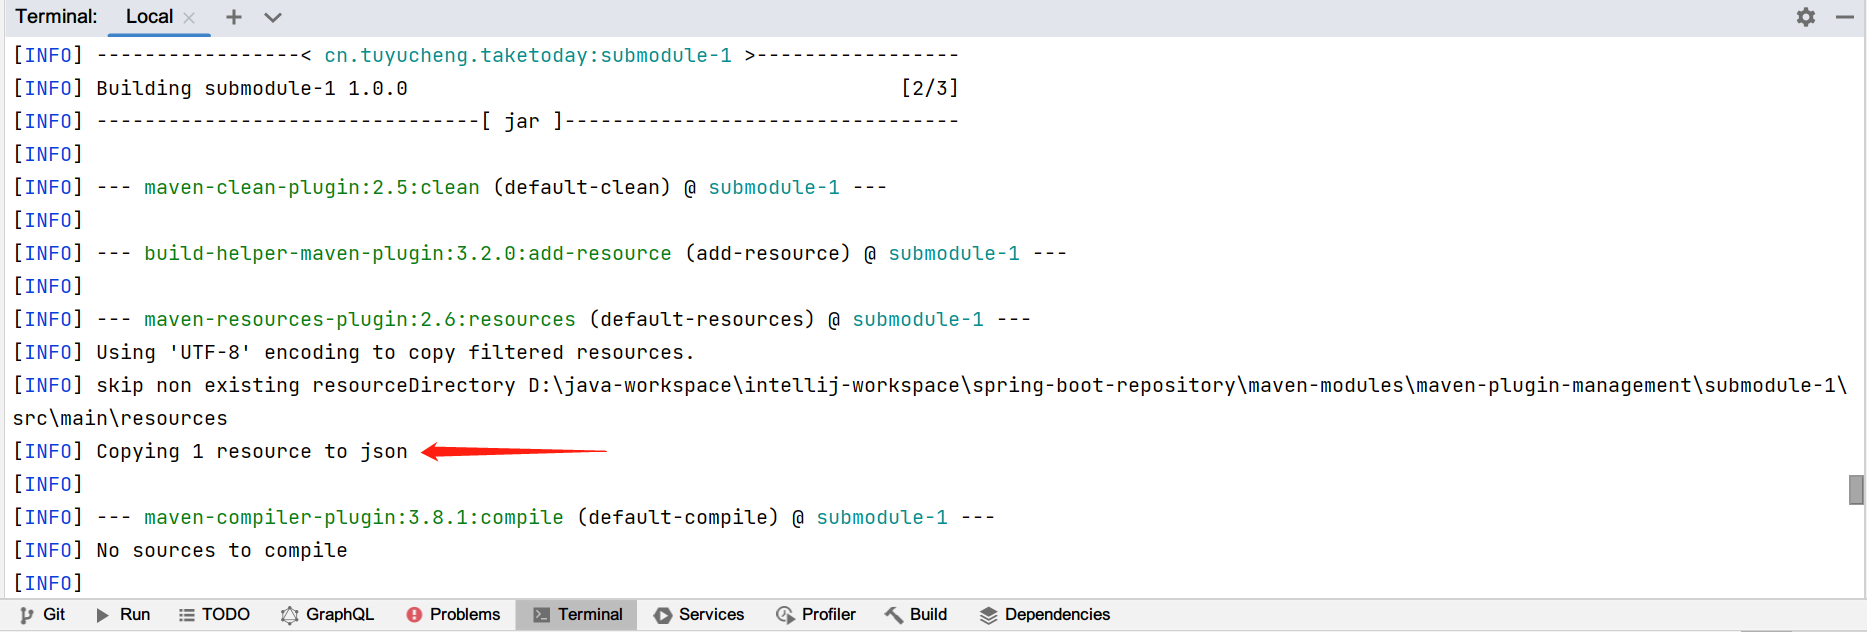 Terminal: Local × + 
[INFO] -----------------< cn.tuyucheng.taketoday:submodule-1 >-----------------
[INFO] Building submodule-1 1.0.0                                         [2/3]
[INFO] --------------------------------[ jar ]---------------------------------
[INFO]
[INFO] --- maven-clean-plugin:2.5:clean (default-clean) @ submodule-1 ---
[INFO]
[INFO] --- build-helper-maven-plugin:3.2.0:add-resource (add-resource) @ submodule-1 ---
[INFO]
[INFO] --- maven-resources-plugin:2.6:resources (default-resources) @ submodule-1 ---
[INFO] Using 'UTF-8' encoding to copy filtered resources.
[INFO] skip non existing resourceDirectory D:\java-workspace\intellij-workspace\spring-boot-repository\maven-modules\maven-plugin-management\submodule-1\
src\main\resources
[INFO] Copying 1 resource to json
[INFO]
[INFO] --- maven-compiler-plugin:3.8.1:compile (default-compile) @ submodule-1 ---
[INFO] No sources to compile
[INFO]
Git Run TODO GraphQL Problems Terminal Services Profiler Build Dependencies